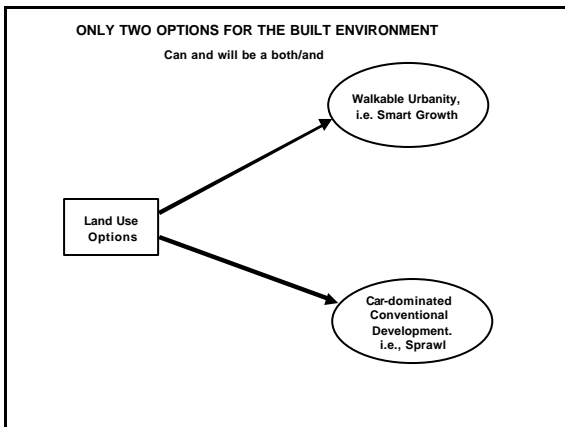 ONLY TWO OPTIONS FOR THE BUILT ENVIRONMENT
Can and will be a both/and
Walkable Urbanity,
i.e. Smart Growth
Land Use
Options
Car-dominated
Conventional
Development.
i.e., Sprawl